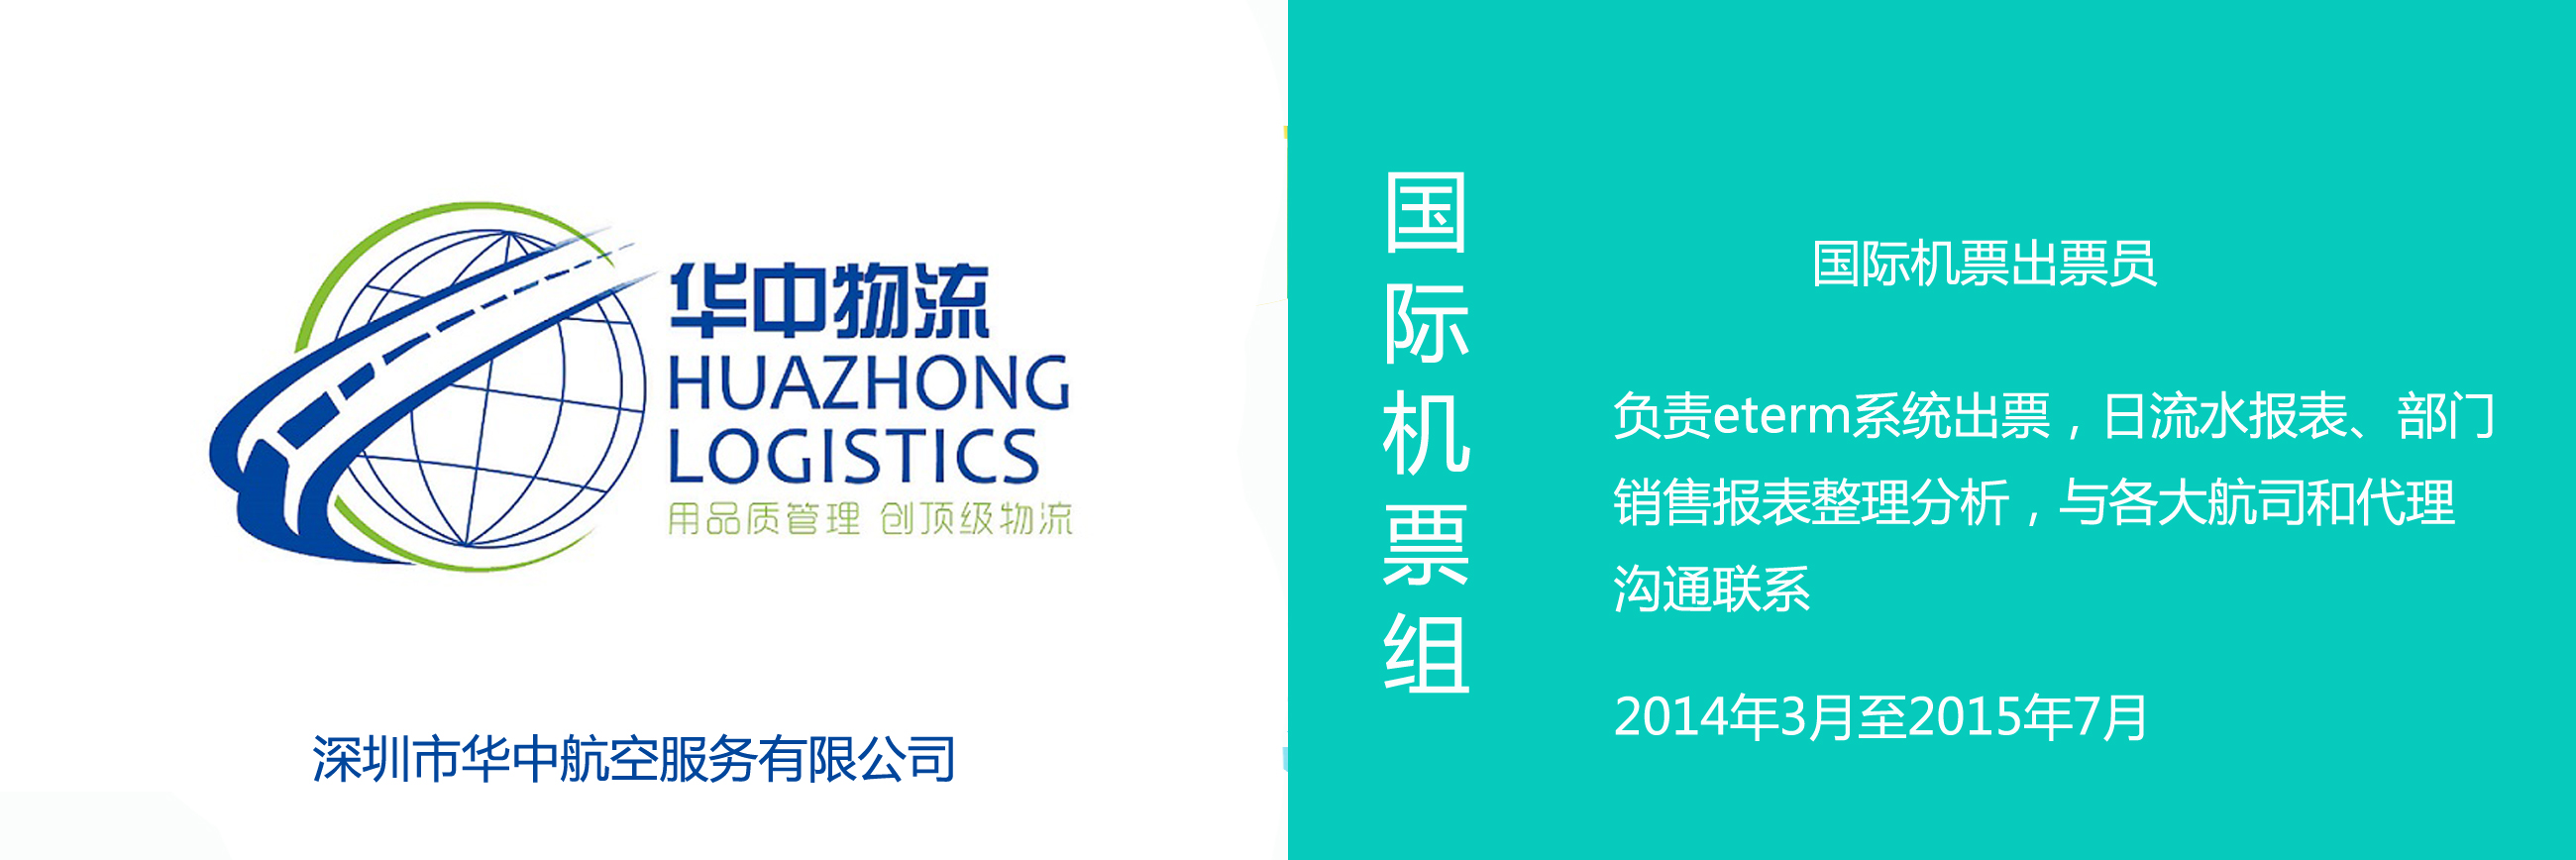 华中物流
HUAZHONG
LOGISTICS
用品质管理 创顶级物流
深圳市华中航空服务有限公司
国际机票组
国际机票出票员
负责eterm系统出票，日流水报表、部门
销售报表整理分析，与各大航司和代理
沟通联系
2014年3月至2015年7月